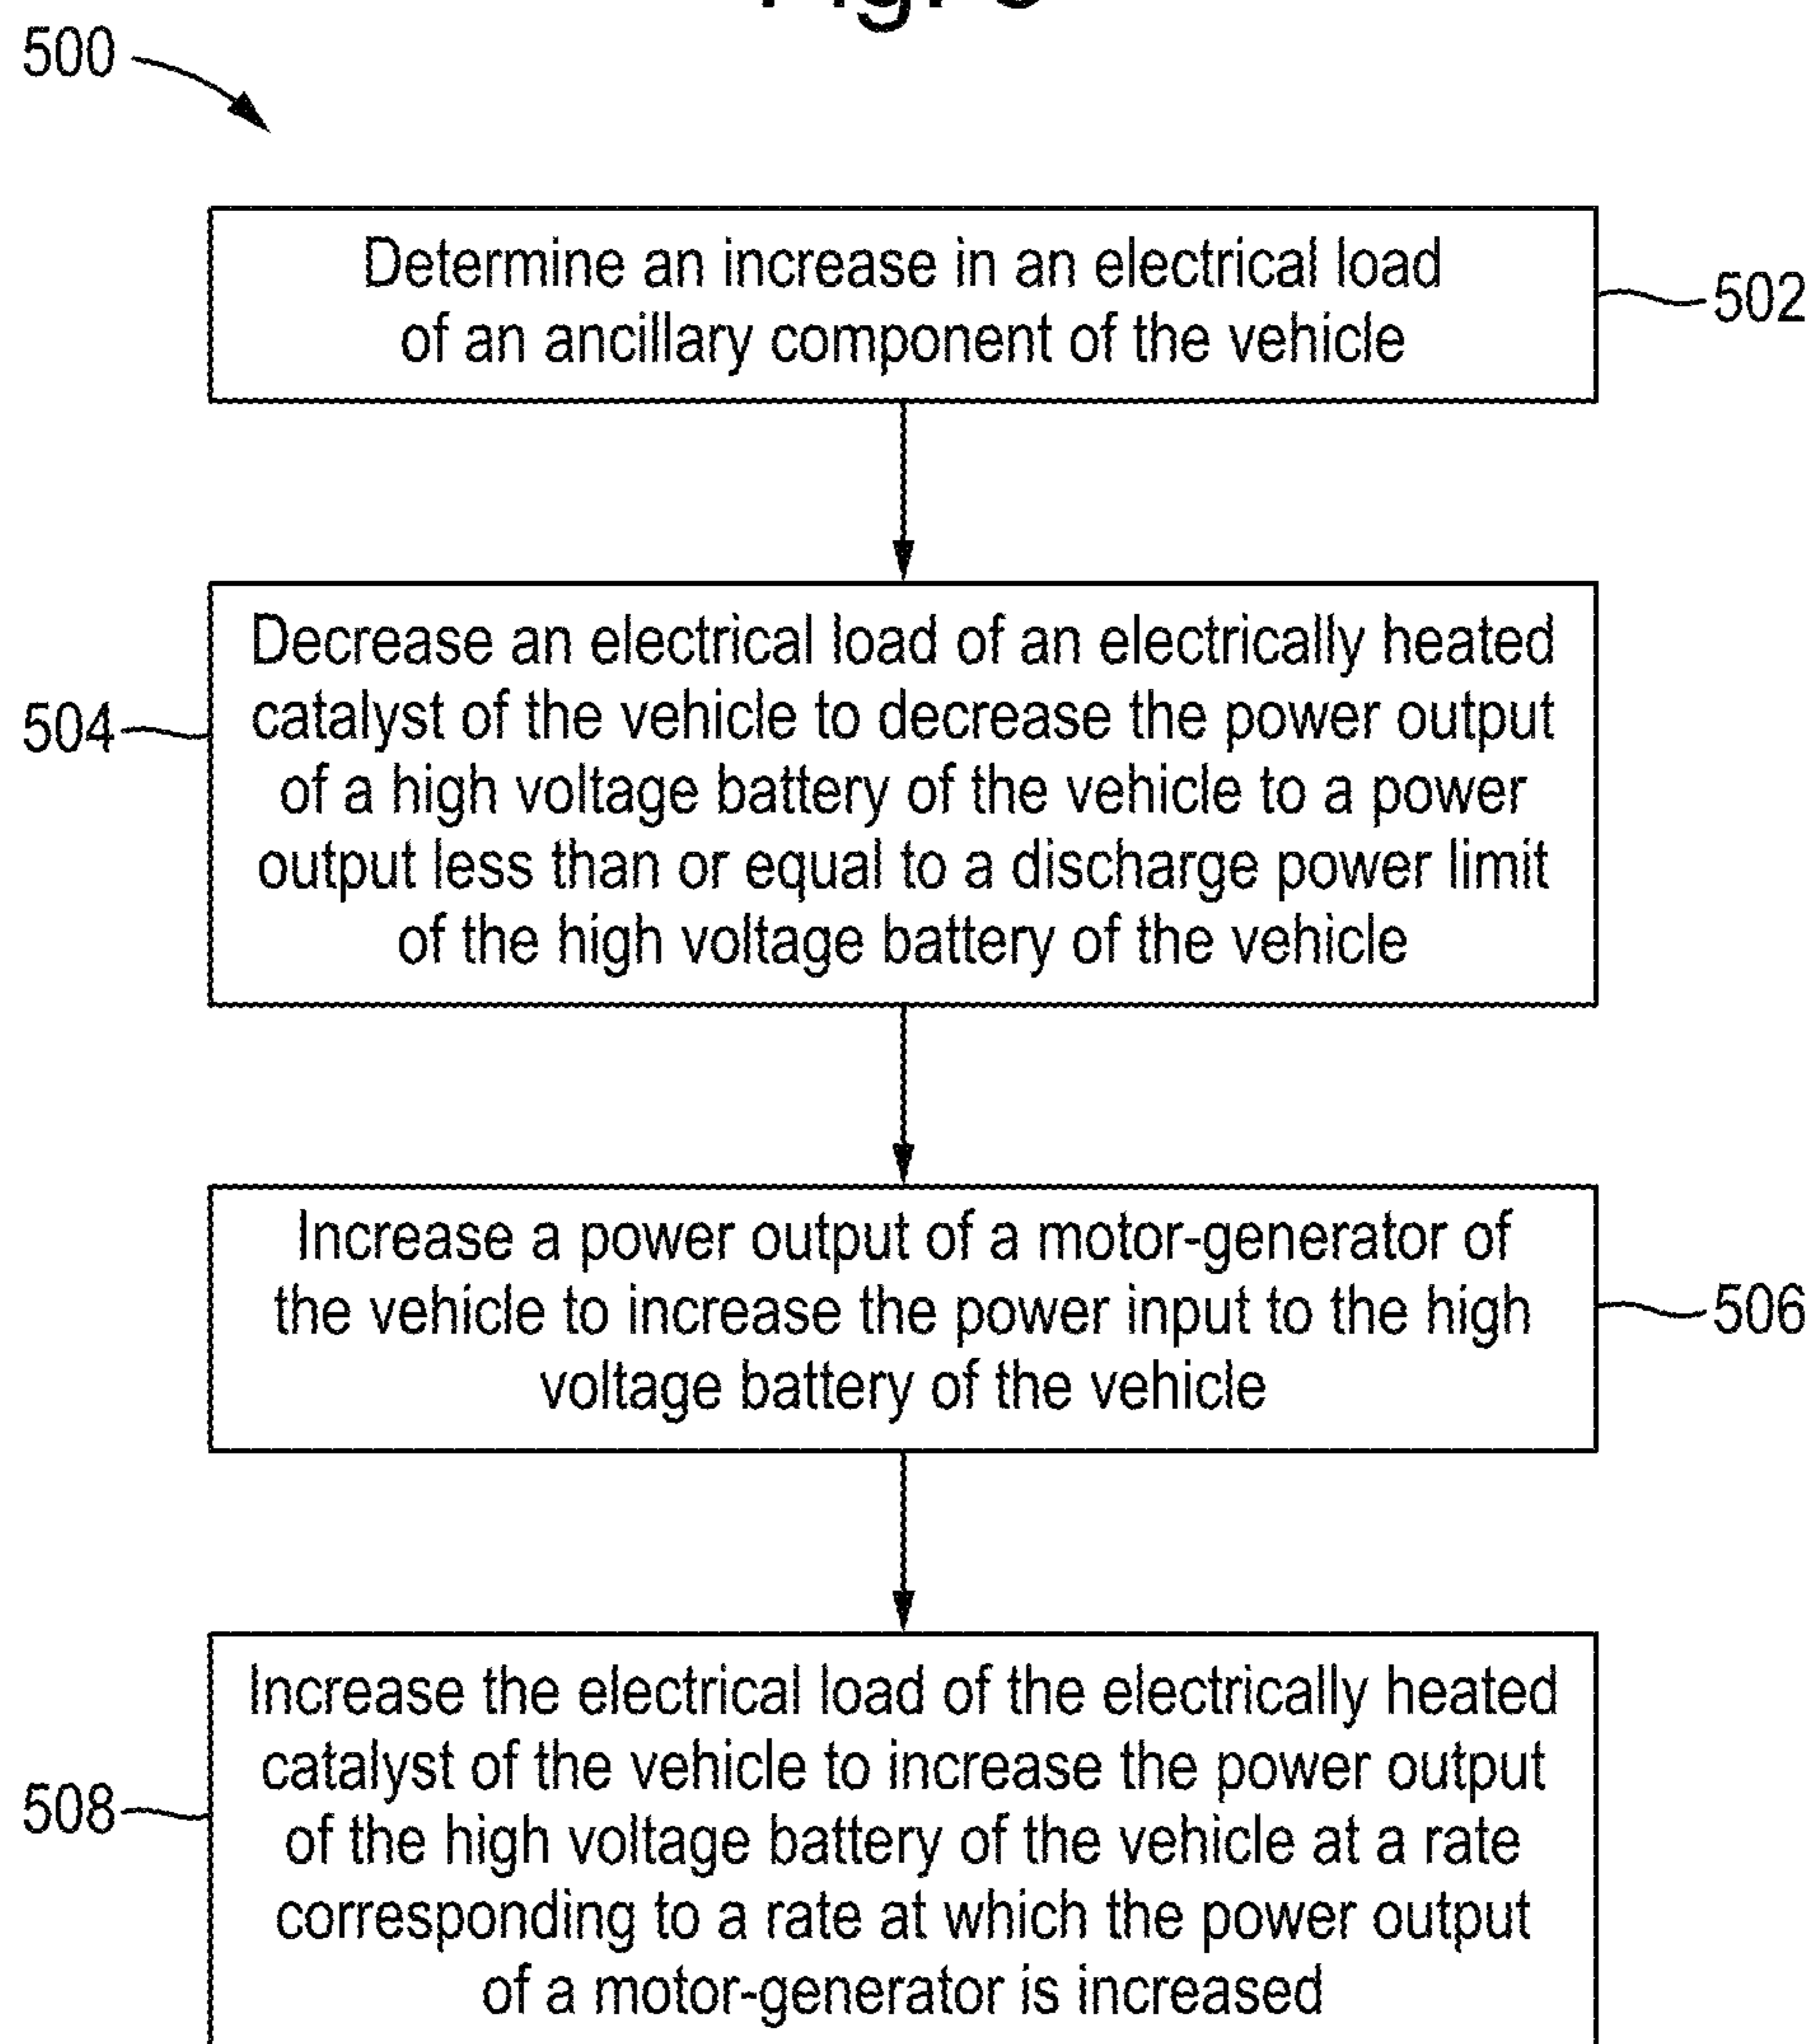 500
Determine an increase in an electrical load
of an ancillary component of the vehicle
502
Decrease an electrical load of an electrically heated
catalyst of the vehicle to decrease the power output
of a high voltage battery of the vehicle to a power
output less than or equal to a discharge power limit
of the high voltage battery of the vehicle
504
Increase a power output of a motor-generator of
the vehicle to increase the power input to the high
voltage battery of the vehicle
506
Increase the electrical load of the electrically heated
catalyst of the vehicle to increase the power output
of the high voltage battery of the vehicle at a rate
corresponding to a rate at which the power output
of a motor-generator is increased
508